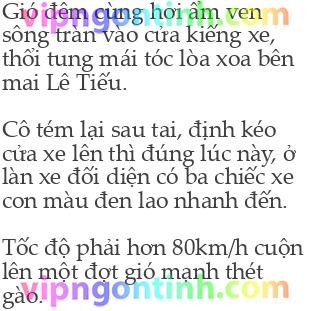 Gió đêm cùng hơi ẩm ven
sông tràn vào cửa kiếng xe,
thổi tung mái tóc lòa xoa bên
mai Lê Tiếu.
Cô tém lại sau tai, định kéo
cửa xe lên thì đúng lúc này, ở
làn xe đối diện có ba chiếc xe
con màu đen lao nhanh đến.
Tốc độ phải hơn 80km/h cuộn
lên một đợt gió mạnh thét
gào.
vipngontinh.com
vipngontinh.com